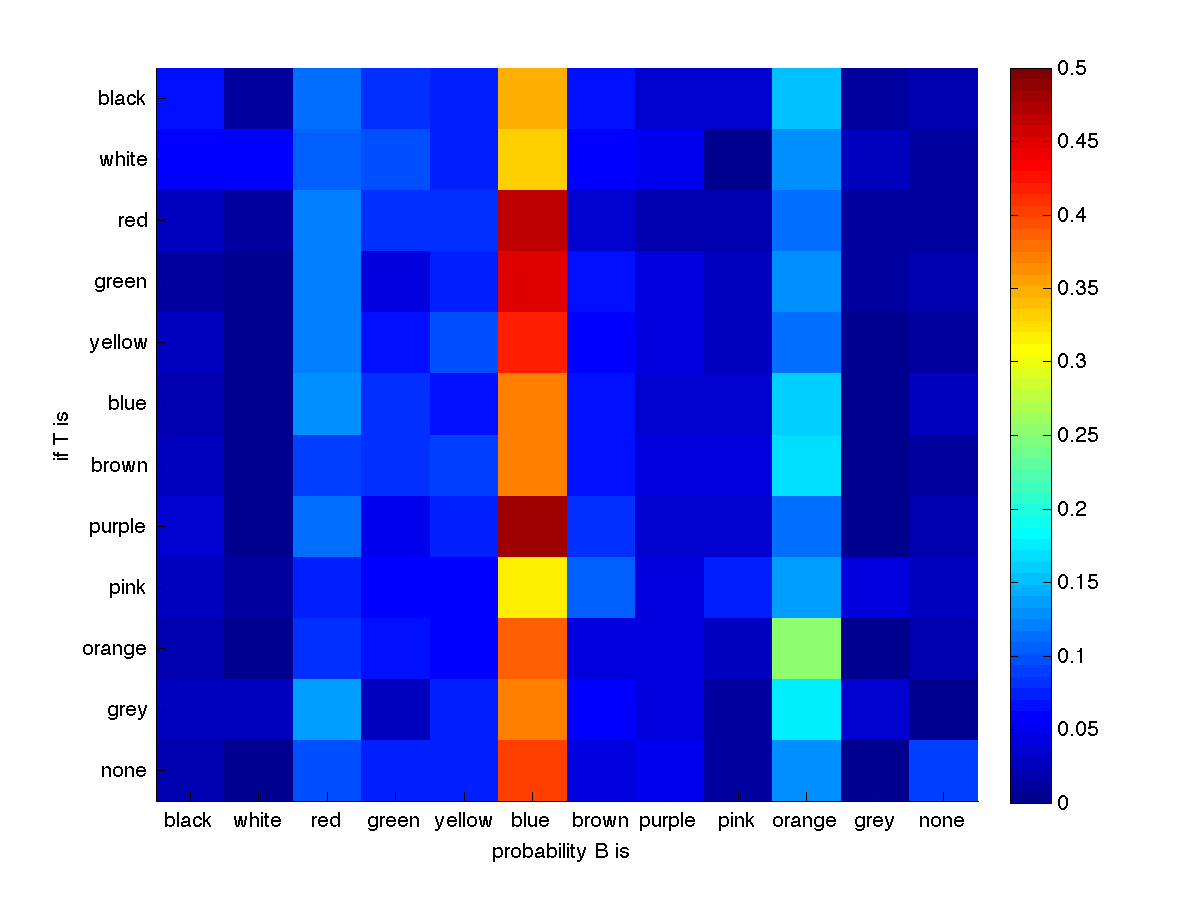 black
white
red
green
yellow
blue
brown
purple
pink
orange
grey
none
if T is
black white red green yellow blue brown purple pink orange grey none
probability B is
0.5
0.45
0.4
0.35
0.3
0.25
0.2
0.15
0.1
0.05
0